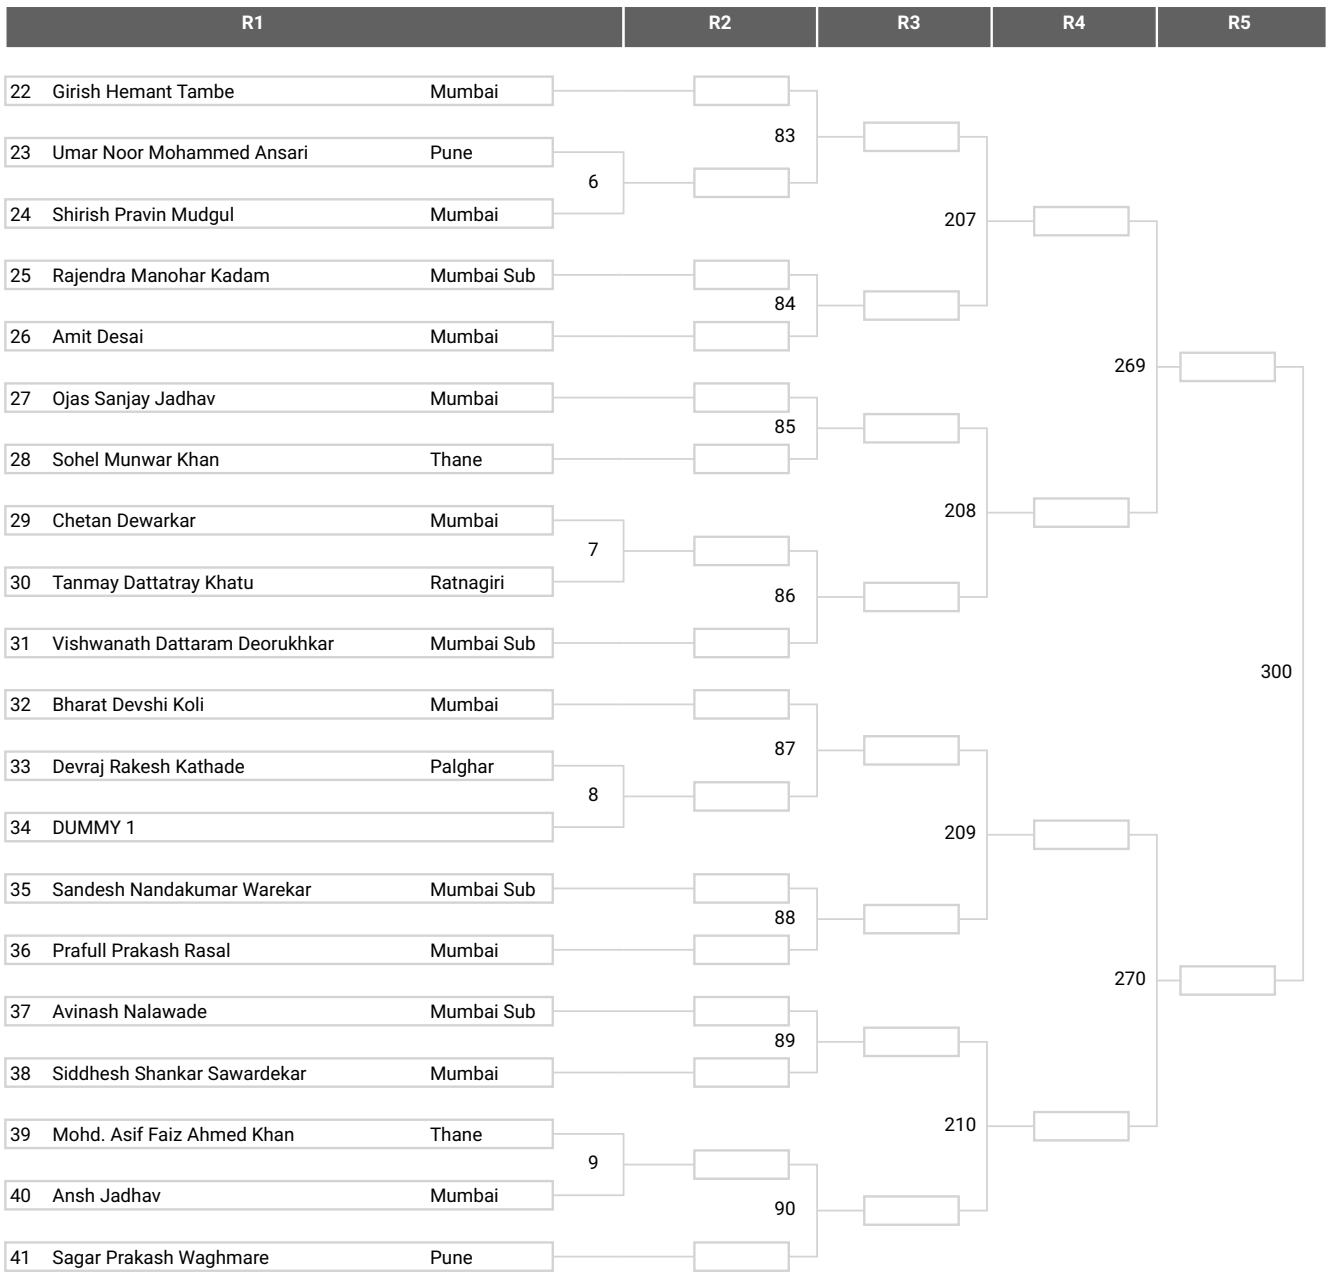 R1 R2 R3 R4 R5
22 Girish Hemant Tambe Mumbai
83
23 Umar Noor Mohammed Ansari Pune
6
24 Shirish Pravin Mudgul Mumbai
207
25 Rajendra Manohar Kadam Mumbai Sub
84
26 Amit Desai Mumbai
269
27 Ojas Sanjay Jadhav Mumbai
85
28 Sohel Munwar Khan Thane
208
29 Chetan Dewarkar Mumbai
7
30 Tanmay Dattatray Khatu Ratnagiri
86
31 Vishwanath Dattaram Deorukhkar Mumbai Sub
300
32 Bharat Devshi Koli Mumbai
87
33 Devraj Rakesh Kathade Palghar
8
34 DUMMY 1
209
35 Sandesh Nandakumar Warekar Mumbai Sub
88
36 Prafull Prakash Rasal Mumbai
270
37 Avinash Nalawade Mumbai Sub
89
38 Siddhesh Shankar Sawardekar Mumbai
210
39 Mohd. Asif Faiz Ahmed Khan Thane
9
40 Ansh Jadhav Mumbai
90
41 Sagar Prakash Waghmare Pune